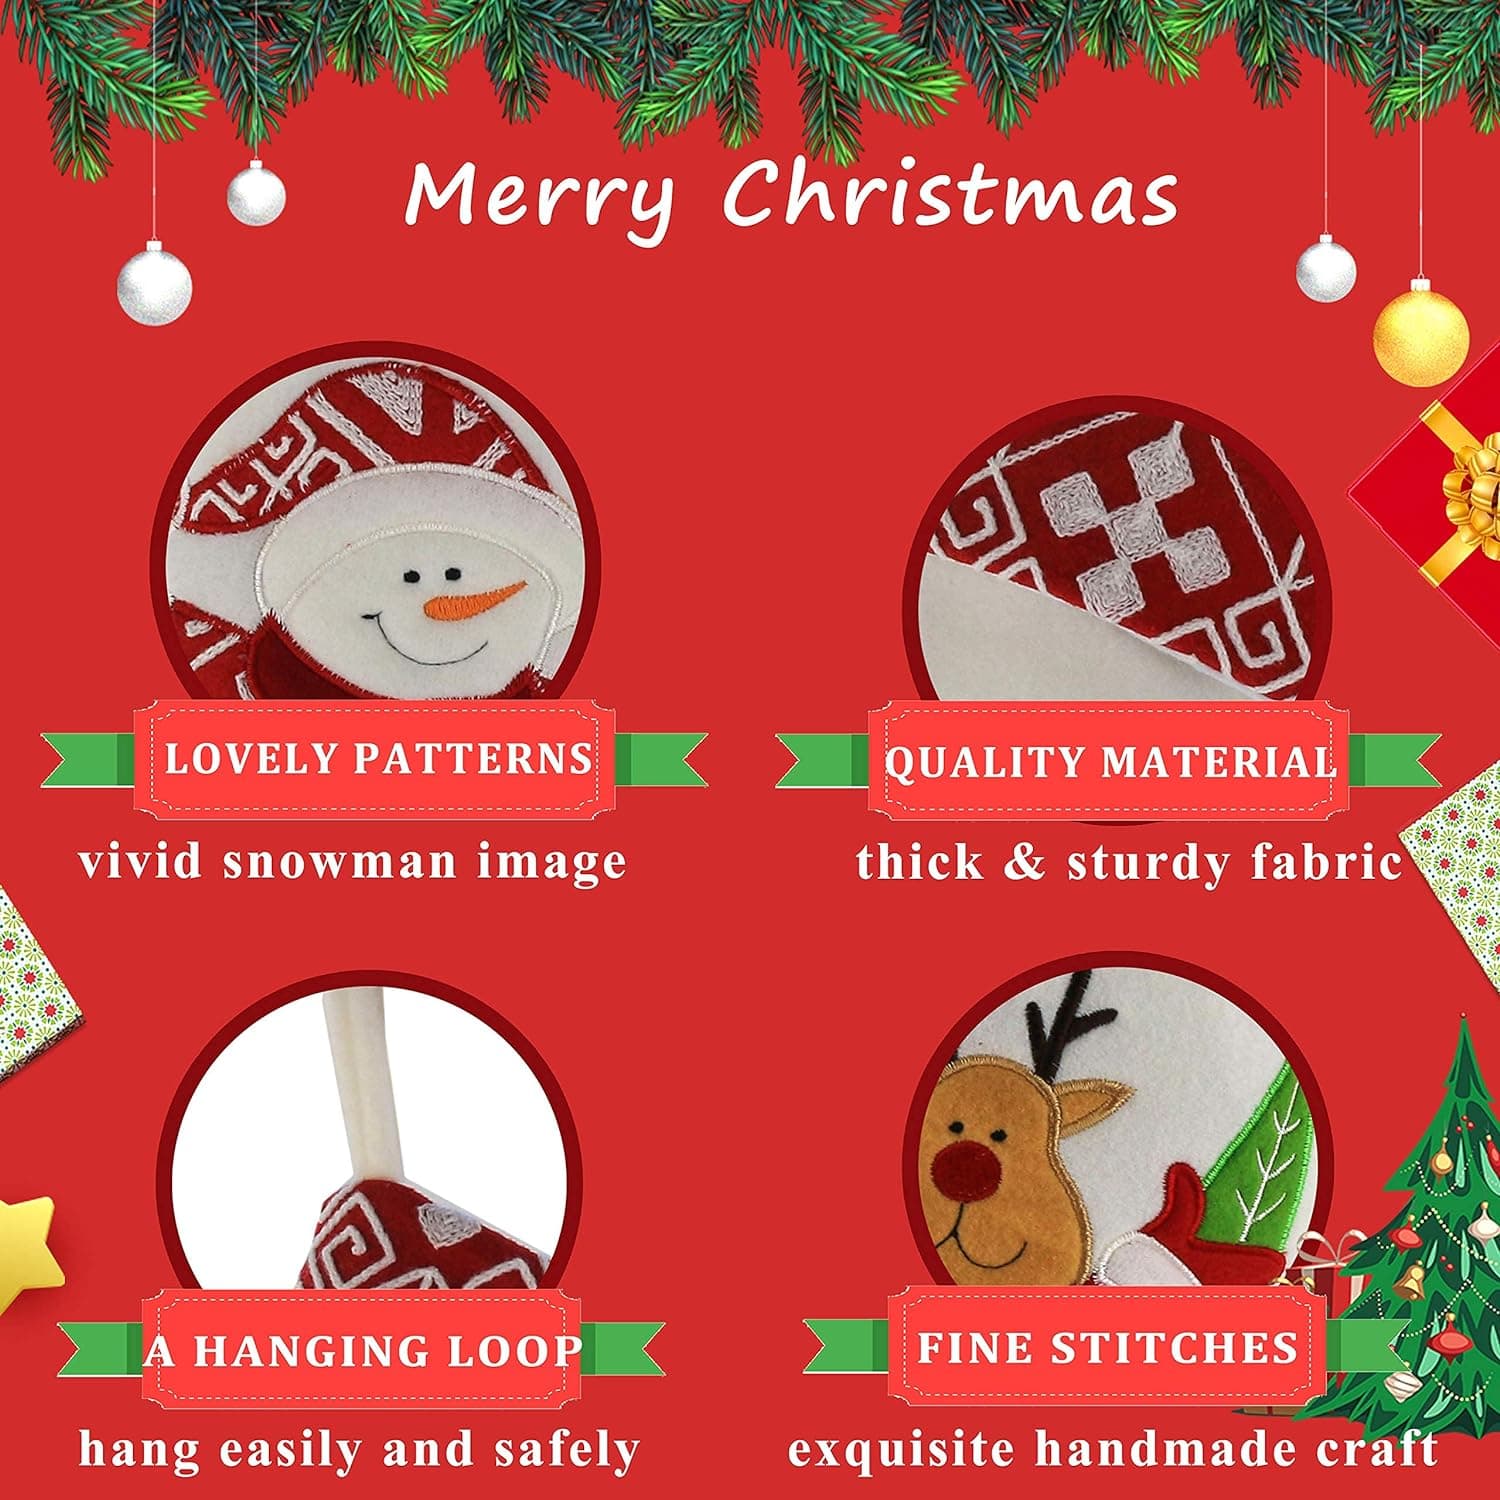 Merry Christmas
LOVELY PATTERNS
vivid snowman image
QUALITY MATERIAL
thick & sturdy fabric
A HANGING LOOP
hang easily and safely
FINE STITCHES
exquisite handmade craft